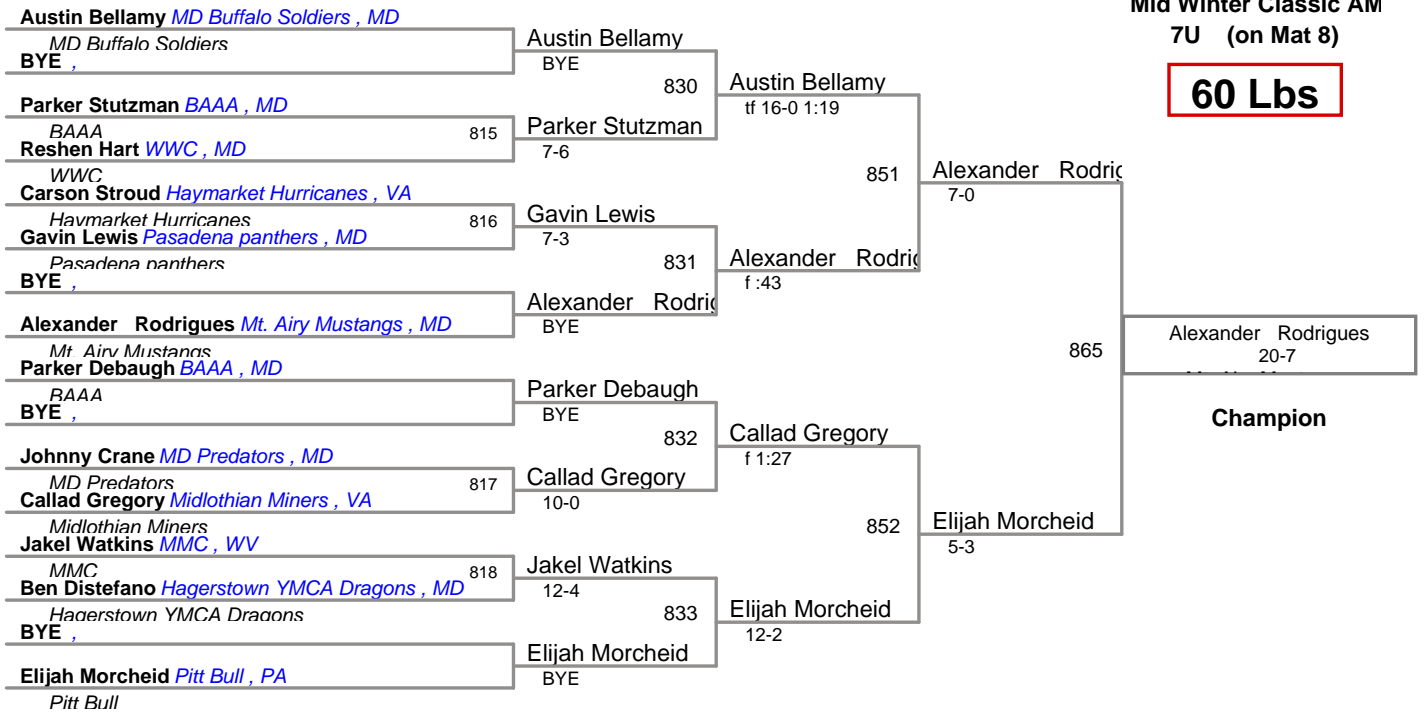 Mid Winter Classic AM
7U (on Mat 8)
60 Lbs
Austin Bellamy MD Buffalo Soldiers , MD
MD Buffalo Soldiers
BYE ,
Parker Stutzman BAAA , MD
BAAA
815
Reshen Hart WWC , MD
WWC
Carson Stroud Haymarket Hurricanes , VA
Haymarket Hurricanes
816
Gavin Lewis Pasadena panthers , MD
Pasadena panthers
BYE ,
Alexander Rodrigues Mt. Airy Mustangs , MD
Mt. Airy Mustangs
Parker Debaugh BAAA , MD
BAAA
BYE ,
Johnny Crane MD Predators , MD
MD Predators
817
Callad Gregory Midlothian Miners , VA
Midlothian Miners
Jakel Watkins MMC , WV
MMC
818
Ben Distefano Hagerstown YMCA Dragons , MD
Hagerstown YMCA Dragons
BYE ,
Elijah Morcheid Pitt Bull , PA
Pitt Bull
Austin Bellamy
BYE
830
Parker Stutzman
7-6
Gavin Lewis
7-3
831
Alexander Rodrig
BYE
Parker Debaugh
BYE
832
Callad Gregory
10-0
Jakel Watkins
12-4
833
Elijah Morcheid
BYE
Austin Bellamy
tf 16-0 1:19
851
Alexander Rodrig
f :43
Callad Gregory
f 1:27
852
Elijah Morcheid
12-2
Alexander Rodrig
7-0
865
Elijah Morcheid
5-3
Alexander Rodrigues
20-7
Champion